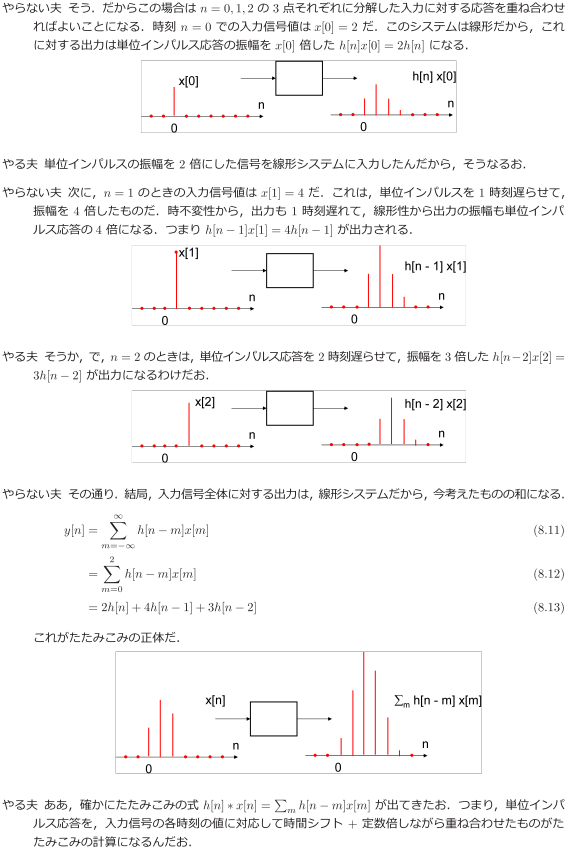 やらない夫 そう．だからこの場合は n = 0, 1, 2 の 3 点それぞれに分解した入力に対する応答を重ね合わせ
ればよいことになる．時刻 n = 0 での入力信号値は x[0] = 2 だ．このシステムは線形だから，これ
に対する出力は単位インパルス応答の振幅を x[0] 倍した h[n]x[0] = 2h[n] になる．
x[0]
h[n] x[0]
n
n
0
0
やる夫 単位インパルスの振幅を 2 倍にした信号を線形システムに入力したんだから，そうなるお．
やらない夫 次に，n = 1 のときの入力信号値は x[1] = 4 だ．これは，単位インパルスを 1 時刻遅らせて，
振幅を 4 倍したものだ．時不変性から，出力も 1 時刻遅れて，線形性から出力の振幅も単位インパ
ルス応答の 4 倍になる．つまり h[n − 1]x[1] = 4h[n − 1] が出力される．
x[1]
h[n - 1] x[1]
n
n
0
0
やる夫 そうか，で，n = 2 のときは，単位インパルス応答を 2 時刻遅らせて，振幅を 3 倍した h[n−2]x[2] =
3h[n − 2] が出力になるわけだお．
x[2]
h[n - 2] x[2]
n
n
0
0
やらない夫 その通り．結局，入力信号全体に対する出力は，線形システムだから，今考えたものの和になる．
y[n] = ∑_{m=−∞}^{∞} h[n − m]x[m] (8.11)
= ∑_{m=0}^{2} h[n − m]x[m] (8.12)
= 2h[n] + 4h[n − 1] + 3h[n − 2] (8.13)
これがたたみこみの正体だ．
x[n]
∑m h[n - m] x[m]
n
n
0
0
やる夫 ああ，確かにたたみこみの式 h[n] ∗ x[n] = ∑m h[n − m]x[m] が出てきたお．つまり，単位インパ
ルス応答を，入力信号の各時刻の値に対応して時間シフト + 定数倍しながら重ね合わせたものがた
たみこみの計算になるんだお．